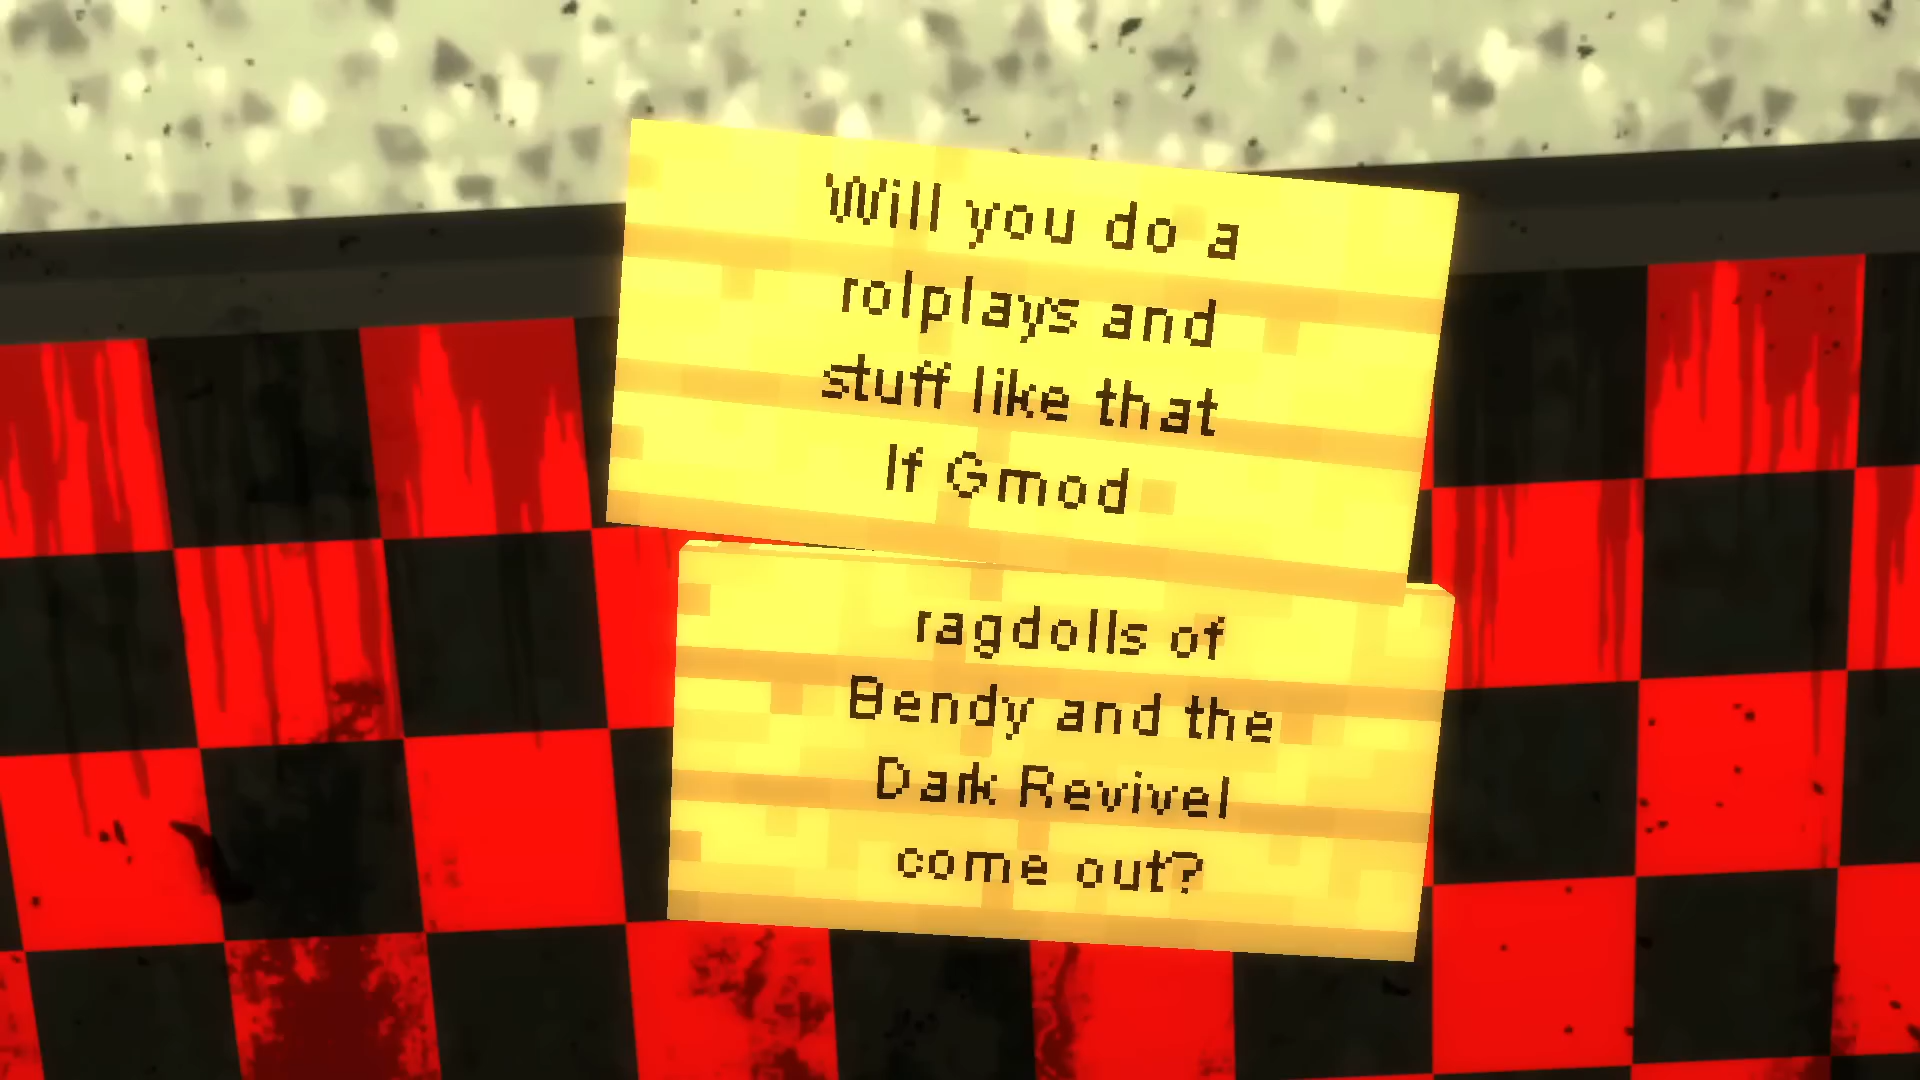 Will you do a
rolplays and
stuff like that
If Gmod
ragdolls of
Bendy and the
Dark Revivel
come out?